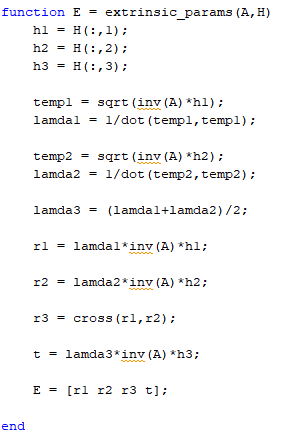 function E = extrinsic_params(A,H)
h1 = H(:,1);
h2 = H(:,2);
h3 = H(:,3);
temp1 = sqrt(inv(A)*h1);
lamda1 = 1/dot(temp1,temp1);
temp2 = sqrt(inv(A)*h2);
lamda2 = 1/dot(temp2,temp2);
lamda3 = (lamda1+lamda2)/2;
r1 = lamda1*inv(A)*h1;
r2 = lamda2*inv(A)*h2;
r3 = cross(r1,r2);
t = lamda3*inv(A)*h3;
E = [r1 r2 r3 t];
end